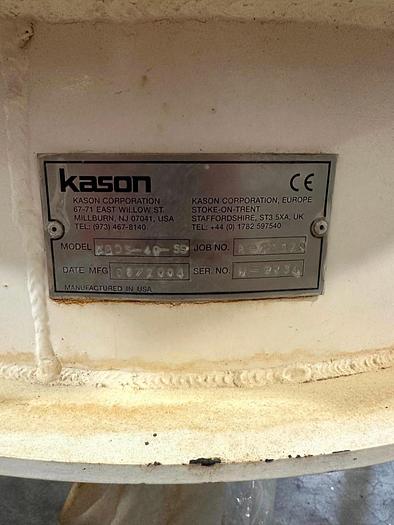 kason
CE
KASON CORPORATION
67-71 EAST WILLOW ST.
MILLBURN, NJ 07041, USA
TEL: (973) 467-8140
KASON CORPORATION, EUROPE
STOKE-ON-TRENT
STAFFORDSHIRE, ST3 5XA, UK
TEL: +44 (0) 1782 597540
MODEL JOB NO.
DATE MFG SER. NO.
MANUFACTURED IN USA